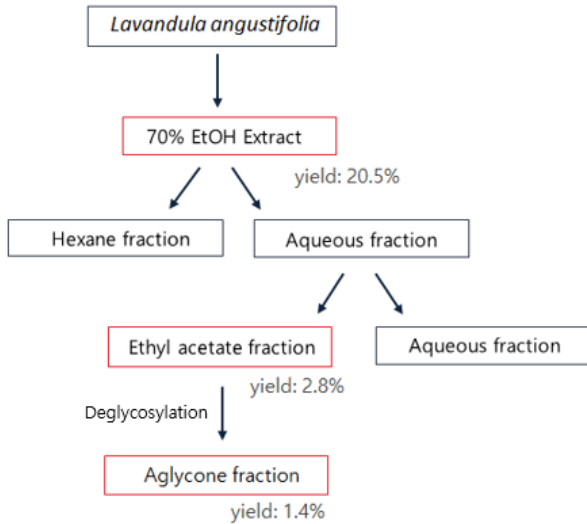 Lavandula angustifolia
70% EtOH Extract
yield: 20.5%
Hexane fraction
Aqueous fraction
Ethyl acetate fraction
Aqueous fraction
yield: 2.8%
Deglycosylation
Aglycone fraction
yield: 1.4%